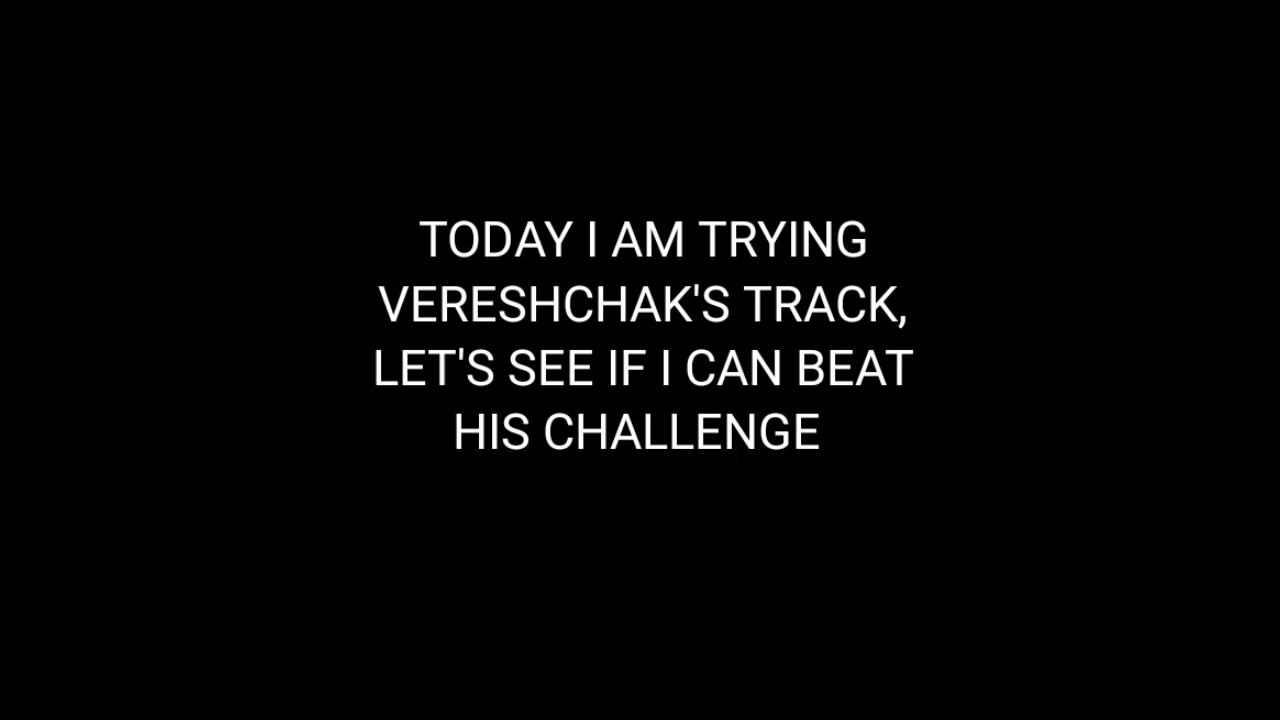 TODAY I AM TRYING
VERESHCHAK'S TRACK,
LET'S SEE IF I CAN BEAT
HIS CHALLENGE